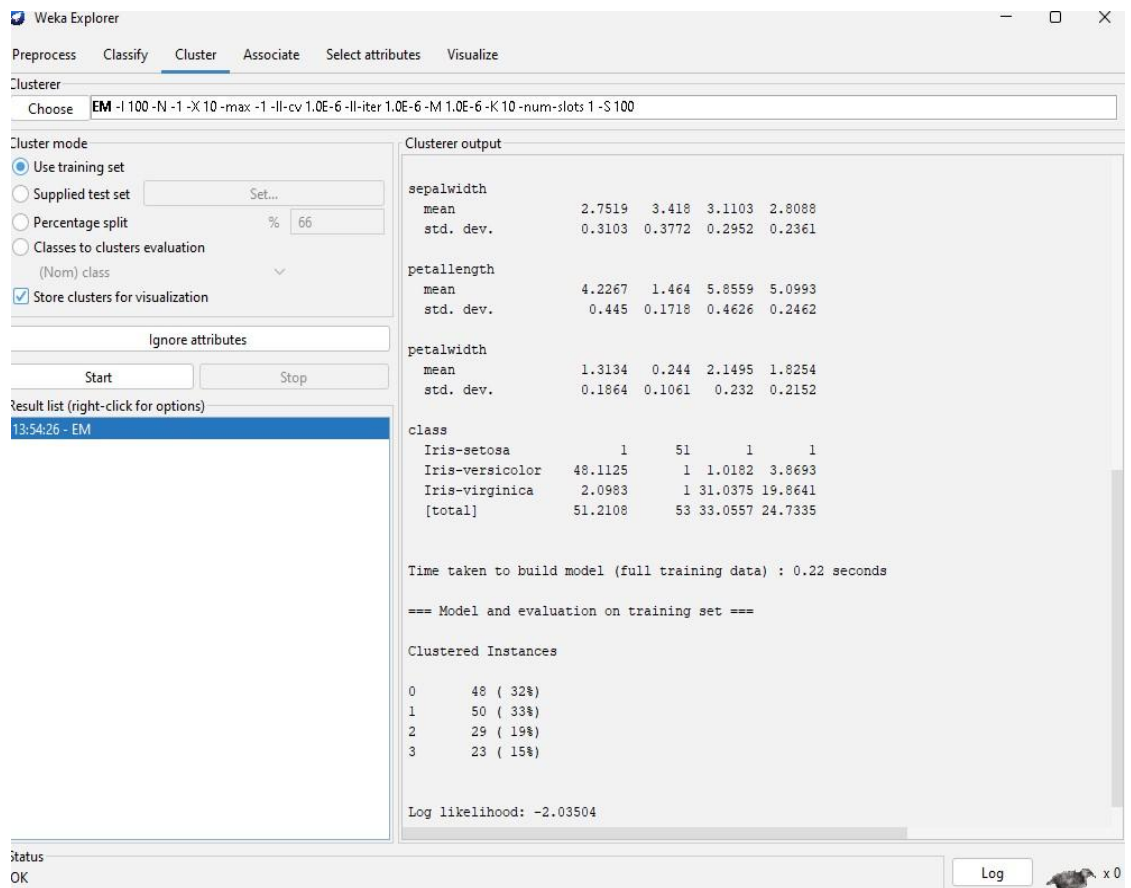 Weka Explorer
Preprocess Classify Cluster Associate Select attributes Visualize
Clusterer
Choose EM -I 100 -N -1 -X 10 -max -1 -ll-cv 1.0E-6 -ll-iter 1.0E-6 -M 1.0E-6 -K 10 -num-slots 1 -S 100
Cluster mode
Use training set
Supplied test set Set...
Percentage split % 66
Classes to clusters evaluation
(Nom) class
Store clusters for visualization
Ignore attributes
Start Stop
Result list (right-click for options)
13:54:26 - EM
Clusterer output
sepalwidth
mean 2.7519 3.418 3.1103 2.8088
std. dev. 0.3103 0.3772 0.2952 0.2361
petallength
mean 4.2267 1.464 5.8559 5.0993
std. dev. 0.445 0.1718 0.4626 0.2462
petalwidth
mean 1.3134 0.244 2.1495 1.8254
std. dev. 0.1864 0.1061 0.232 0.2152
class
Iris-setosa 1 51 1 1
Iris-versicolor 48.1125 1 1.0182 3.8693
Iris-virginica 2.0983 1 31.0375 19.8641
[total] 51.2108 53 33.0557 24.7335
Time taken to build model (full training data) : 0.22 seconds
=== Model and evaluation on training set ===
Clustered Instances
0 48 ( 32%)
1 50 ( 33%)
2 29 ( 19%)
3 23 ( 15%)
Log likelihood: -2.03504
Status
OK
Log x 0